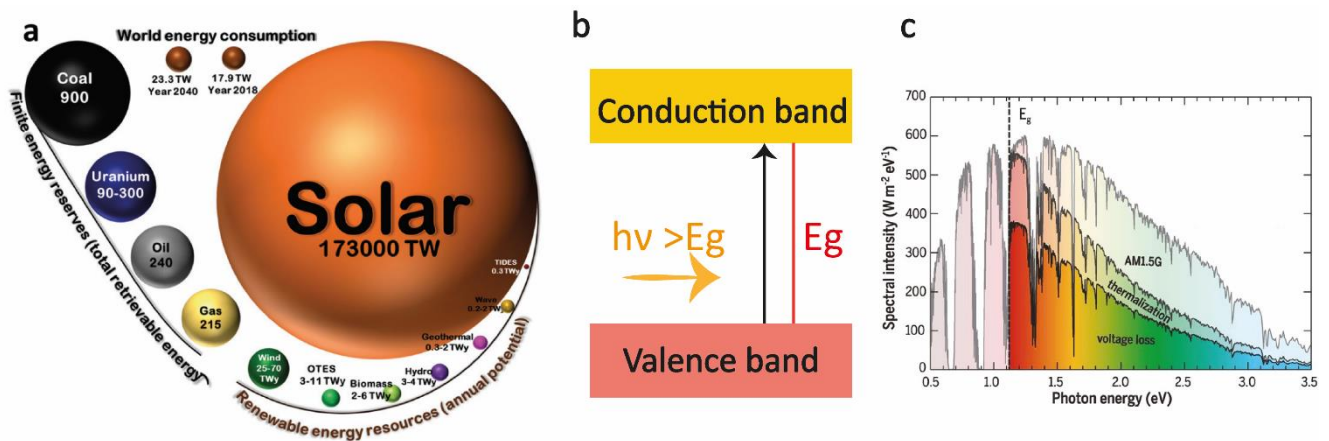 a
World energy consumption
23.3 TW
Year 2040
17.9 TW
Year 2018
Coal
900
Uranium
90-300
Oil
240
Gas
215
Finite energy reserves (total retrievable energy)
Solar
173000 TW
TIDES
0.3 TWy
Wave
0.2-2 TWy
Geothermal
0.3-2TWy
Hydro
3-4 TWy
Biomass
2-6 TWy
OTES
3-11 TWy
Wind
25-70
TWy
Renewable energy resources (annual potential)
b
Conduction band
hν >Eg
Eg
Valence band
c
Spectral intensity (W m⁻² eV⁻¹)
700
600
500
400
300
200
100
0
Eg
AM1.5G
thermalization
voltage loss
0.5 1.0 1.5 2.0 2.5 3.0 3.5
Photon energy (eV)